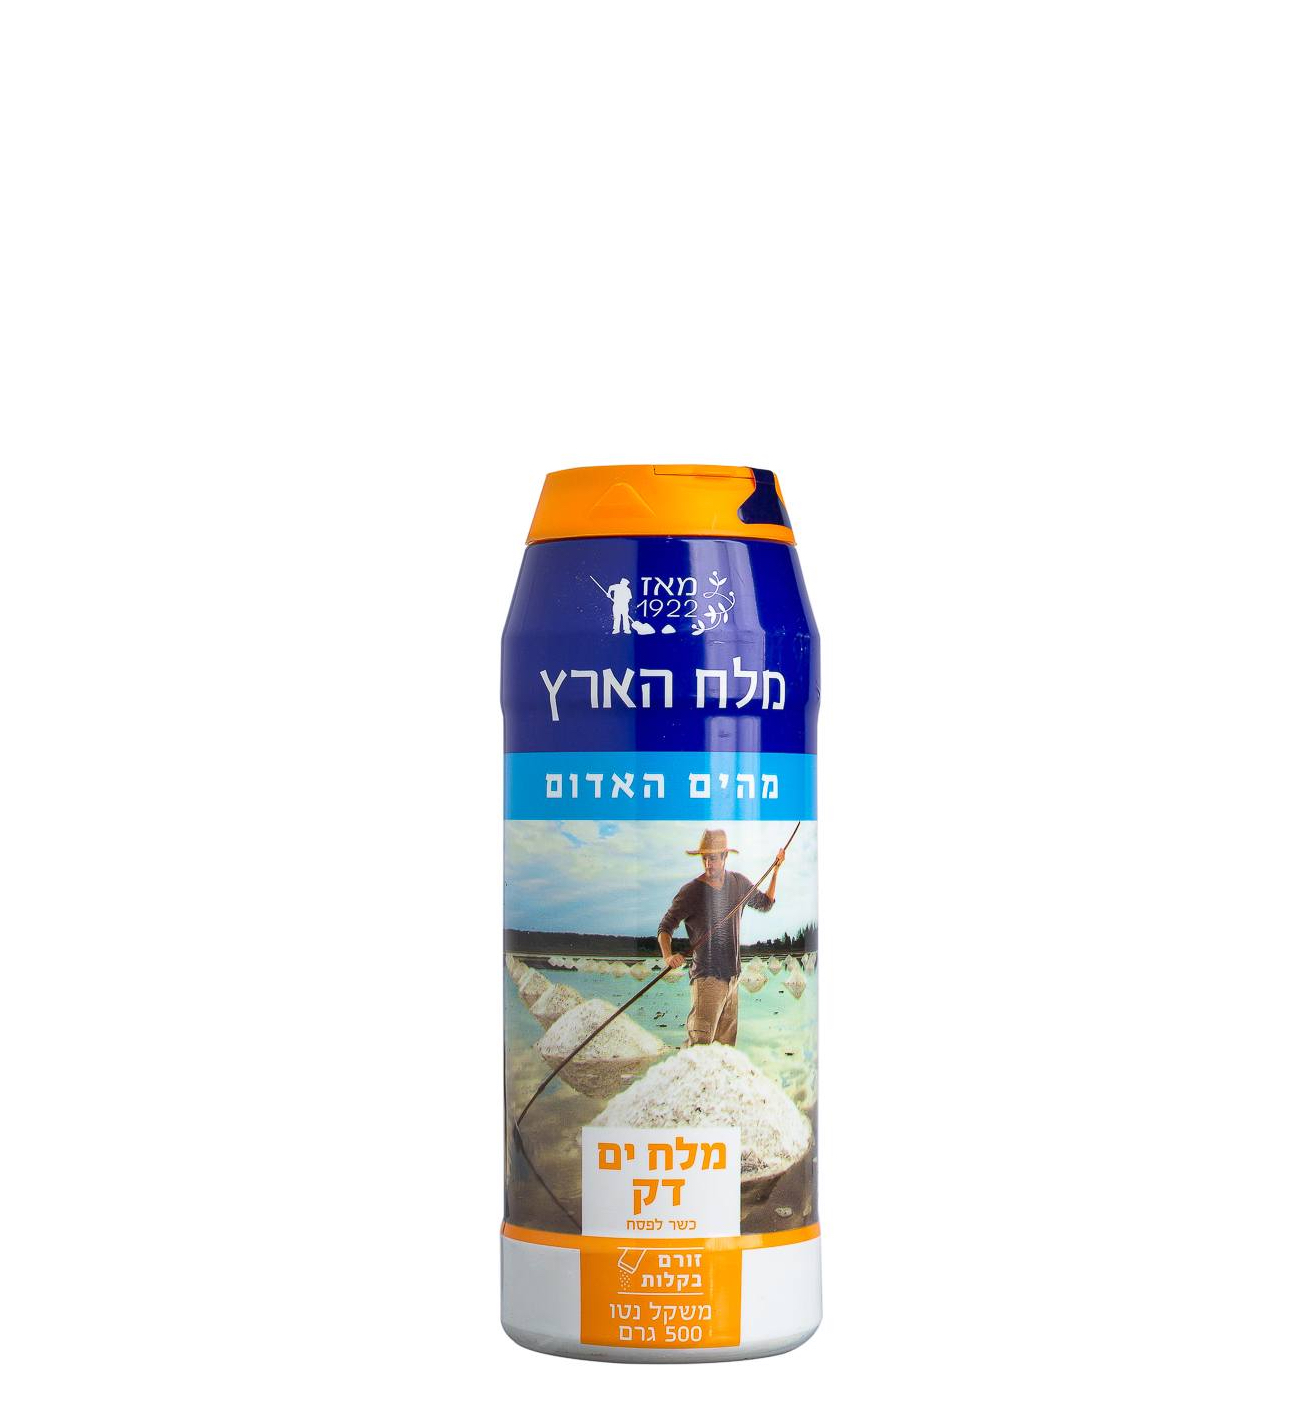 מאז
1922
מלח הארץ
מהים האדום
מלח ים
דק
כשר לפסח
זורם
בקלות
משקל נטו
500 גרם